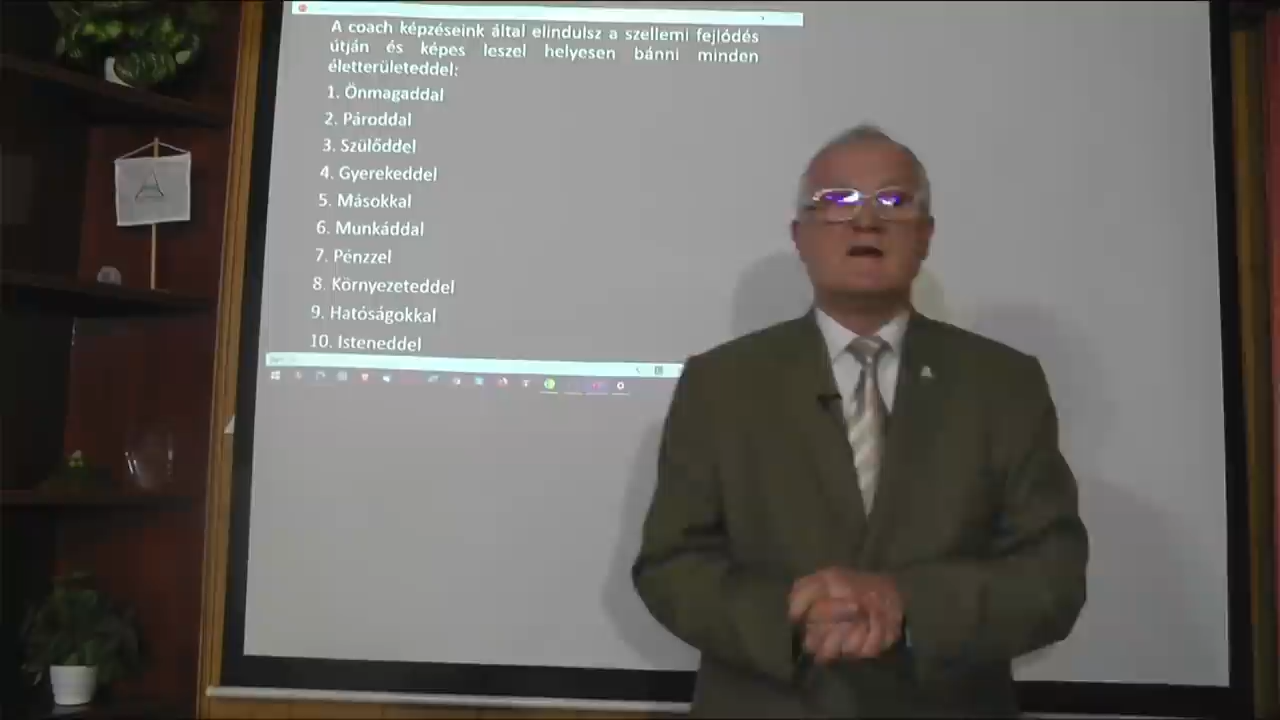 A coach képzéseink által elindulsz a szellemi fejlődés
útján és képes leszel helyesen bánni minden
életterületeddel:
1. Önmagaddal
2. Pároddal
3. Szülőddel
4. Gyerekeddel
5. Másokkal
6. Munkáddal
7. Pénzzel
8. Környezeteddel
9. Hatóságokkal
10. Isteneddel